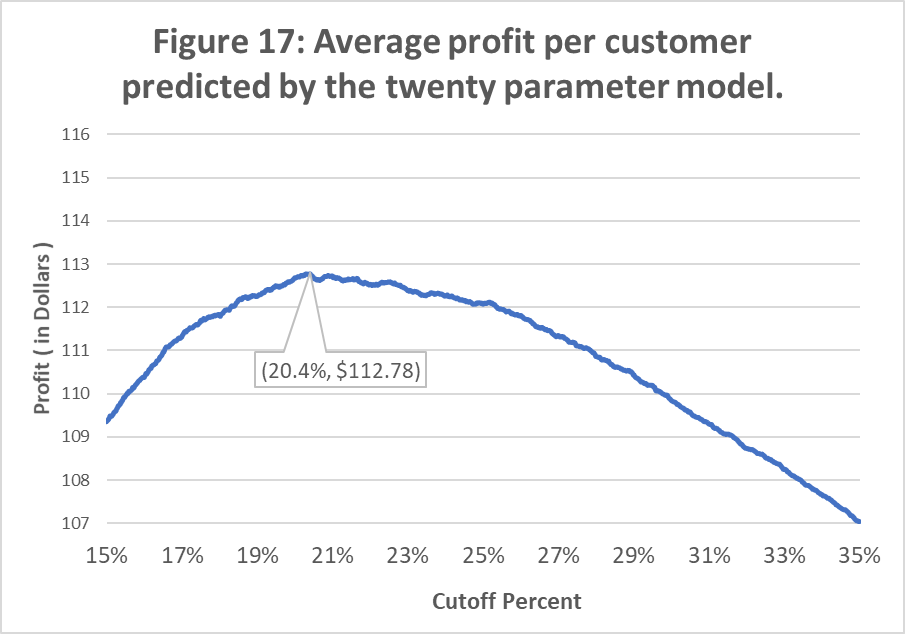 Figure 17: Average profit per customer
predicted by the twenty parameter model.
116
115
114
113
112
111
110
109
108
107
Profit ( in Dollars )
(20.4%, $112.78)
15% 17% 19% 21% 23% 25% 27% 29% 31% 33% 35%
Cutoff Percent